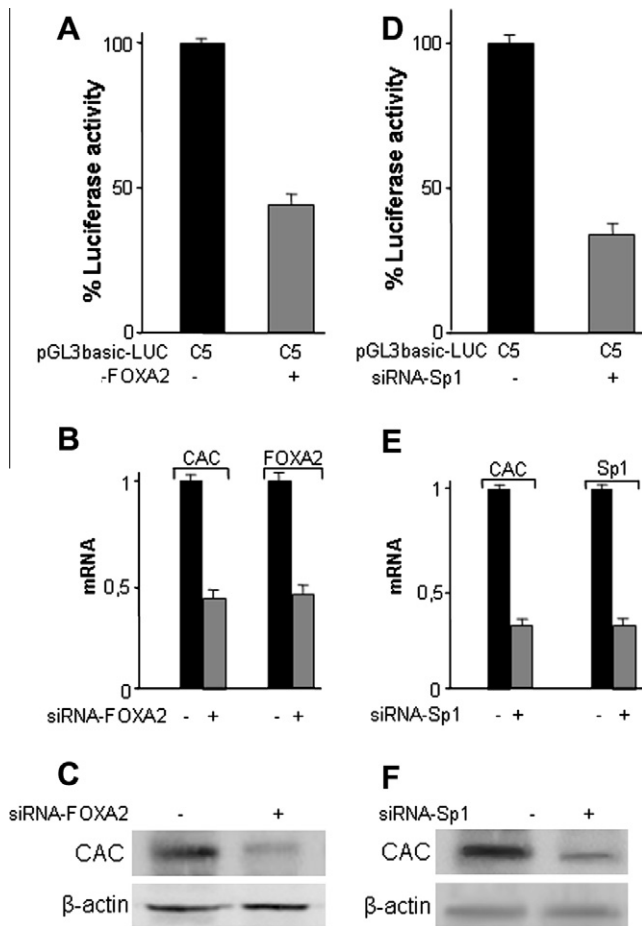 A
% Luciferase activity
100
50
0
pGL3basic-LUC C5 C5
-FOXA2 - +
D
% Luciferase activity
100
50
0
pGL3basic-LUC C5 C5
siRNA-Sp1 - +
B
CAC FOXA2
mRNA
1
0,5
0
siRNA-FOXA2 - + - +
E
CAC Sp1
mRNA
1
0,5
0
siRNA-Sp1 - + - +
C
siRNA-FOXA2 - +
CAC
β-actin
F
siRNA-Sp1 - +
CAC
β-actin